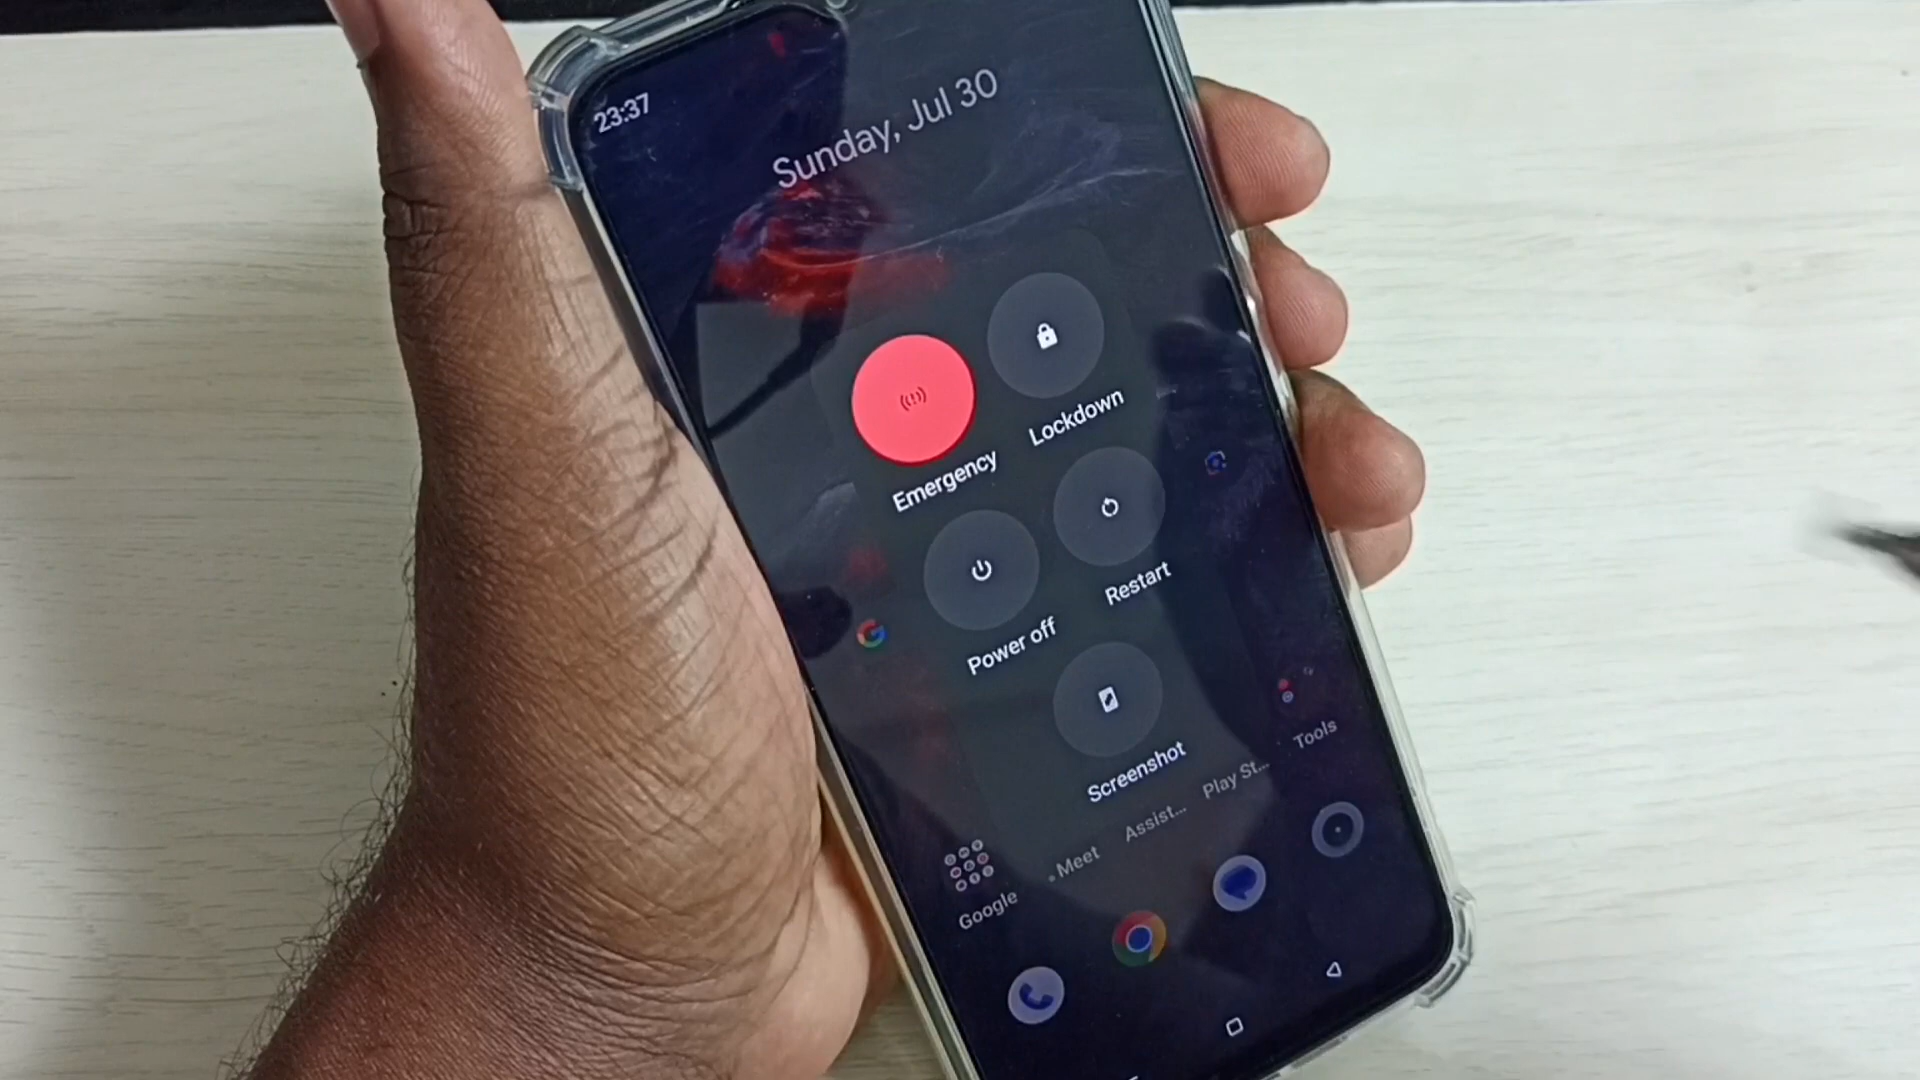 23:37
Sunday, Jul 30
Emergency
Lockdown
Power off
Restart
Screenshot
Google
Meet
Assist...
Play St...
Tools